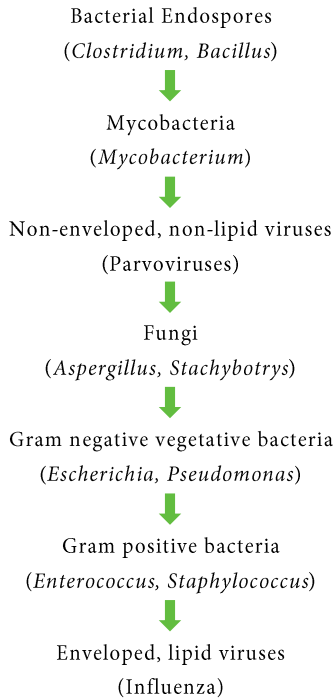 Bacterial Endospores
(Clostridium, Bacillus)
Mycobacteria
(Mycobacterium)
Non-enveloped, non-lipid viruses
(Parvoviruses)
Fungi
(Aspergillus, Stachybotrys)
Gram negative vegetative bacteria
(Escherichia, Pseudomonas)
Gram positive bacteria
(Enterococcus, Staphylococcus)
Enveloped, lipid viruses
(Influenza)